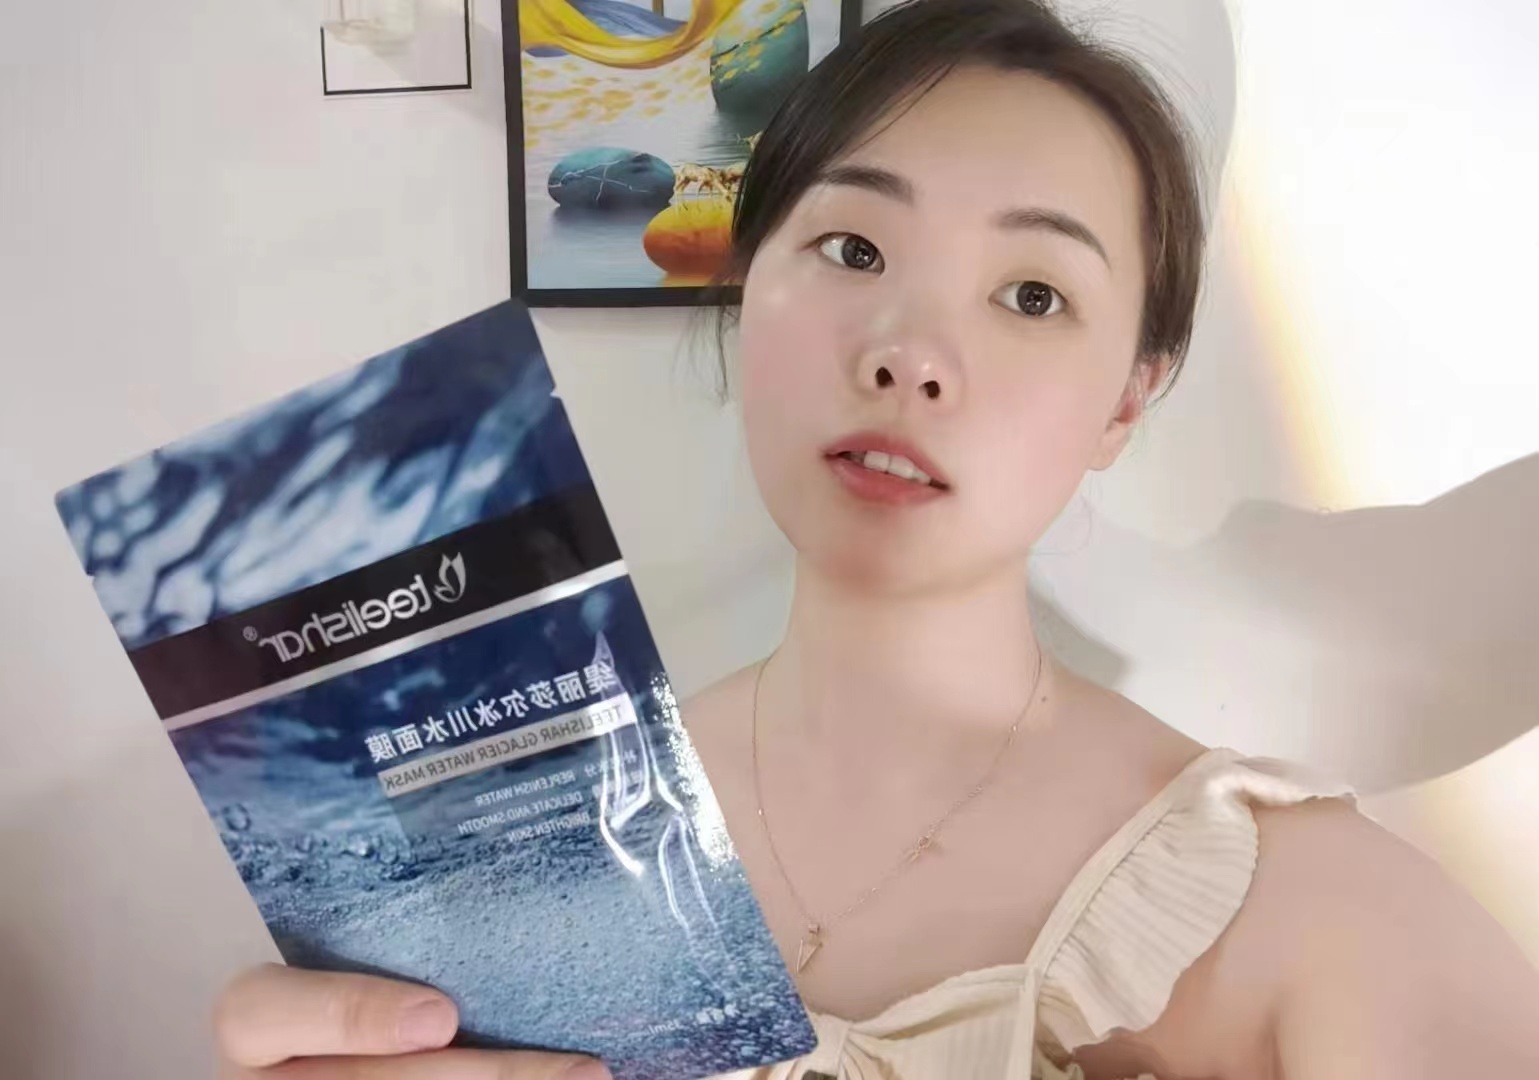 teelishar®
缇丽莎尔冰川水面膜
TEELISHAR GLACIER WATER MASK
REPLENISH WATER
DELICATE AND SMOOTH
BRIGHTEN SKIN
35ml